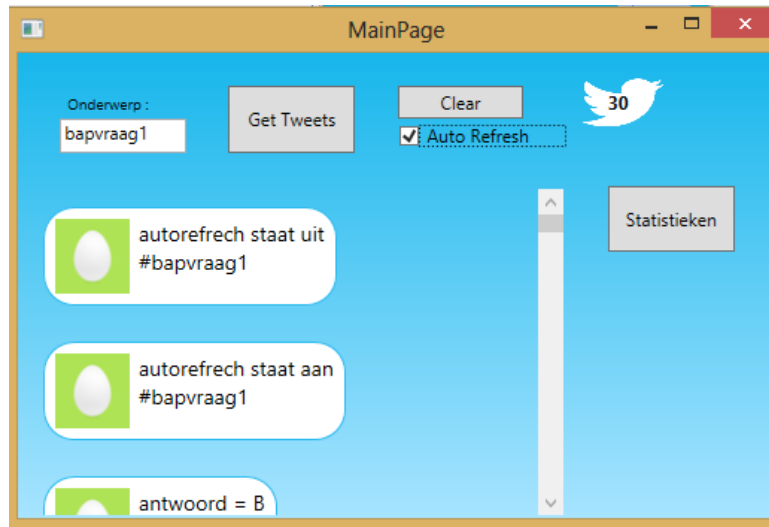 MainPage
Onderwerp :
bapvraag1
Get Tweets
Clear
Auto Refresh
30
Statistieken
autorefrech staat uit
#bapvraag1
autorefrech staat aan
#bapvraag1
antwoord = B